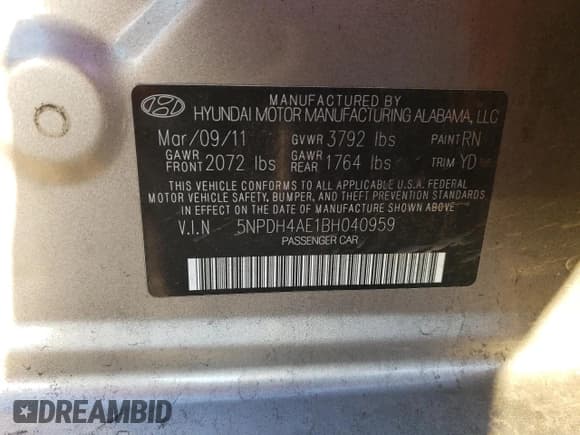 MANUFACTURED BY
HYUNDAI MOTOR MANUFACTURING ALABAMA, LLC
Mar/09/11 GVWR 3792 lbs PAINT RN
GAWR FRONT 2072 lbs GAWR REAR 1764 lbs TRIM YD
THIS VEHICLE CONFORMS TO ALL APPLICABLE U.S.A. FEDERAL
MOTOR VEHICLE SAFETY, BUMPER, AND THEFT PREVENTION STANDARDS
IN EFFECT ON THE DATE OF MANUFACTURE SHOWN ABOVE.
V.I.N 5NPDH4AE1BH040959
PASSENGER CAR
DREAMBID